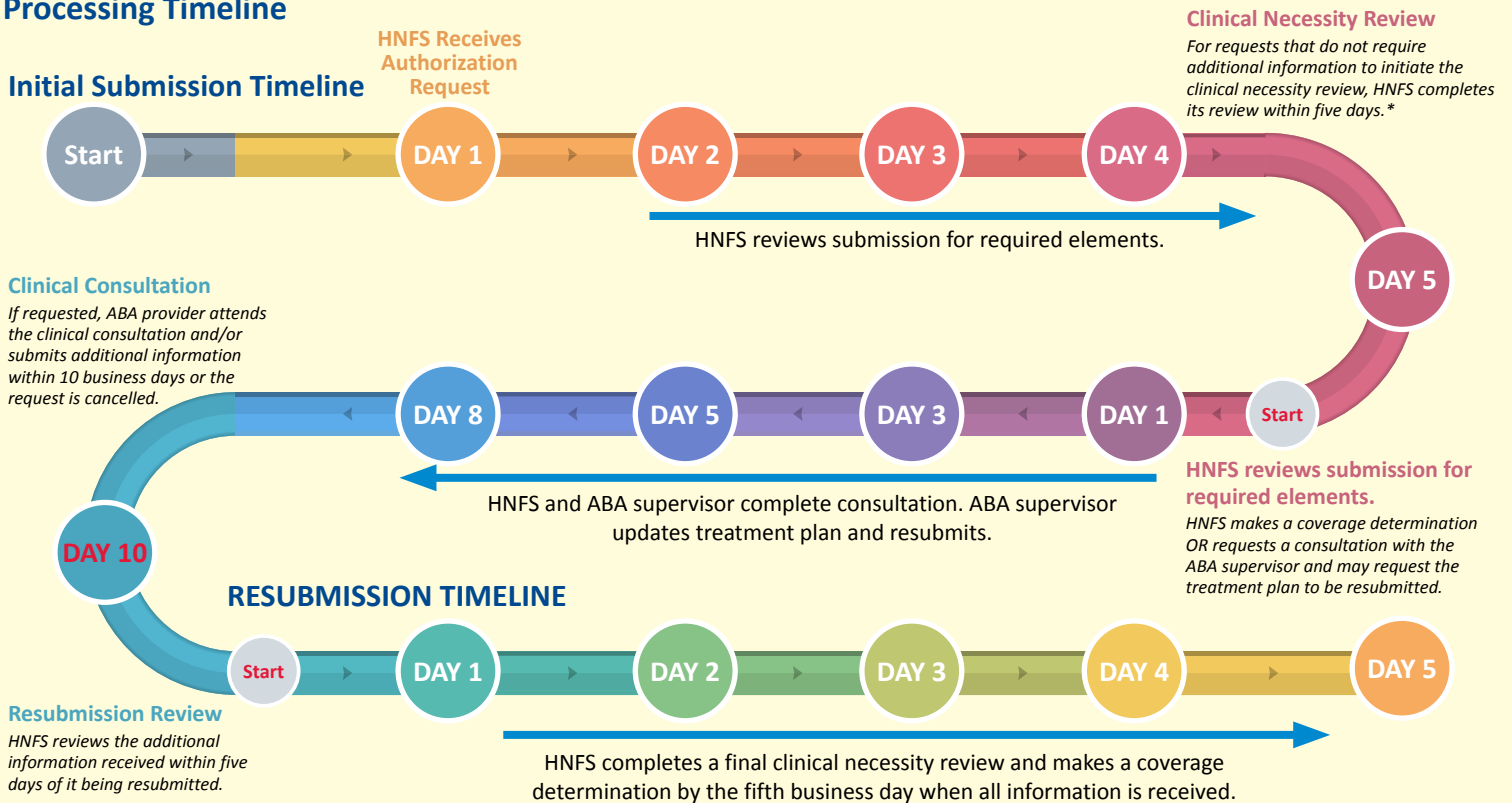 Processing Timeline
Initial Submission Timeline
HNFS Receives
Authorization
Request
Clinical Necessity Review
For requests that do not require
additional information to initiate the
clinical necessity review, HNFS completes
its review within five days.*
Start
DAY 1
DAY 2
DAY 3
DAY 4
HNFS reviews submission for required elements.
DAY 5
Clinical Consultation
If requested, ABA provider attends
the clinical consultation and/or
submits additional information
within 10 business days or the
request is cancelled.
Start
DAY 1
DAY 3
DAY 5
DAY 8
HNFS reviews submission for
required elements.
HNFS makes a coverage determination
OR requests a consultation with the
ABA supervisor and may request the
treatment plan to be resubmitted.
HNFS and ABA supervisor complete consultation. ABA supervisor
updates treatment plan and resubmits.
DAY 10
RESUBMISSION TIMELINE
Start
DAY 1
DAY 2
DAY 3
DAY 4
DAY 5
Resubmission Review
HNFS reviews the additional
information received within five
days of it being resubmitted.
HNFS completes a final clinical necessity review and makes a coverage
determination by the fifth business day when all information is received.